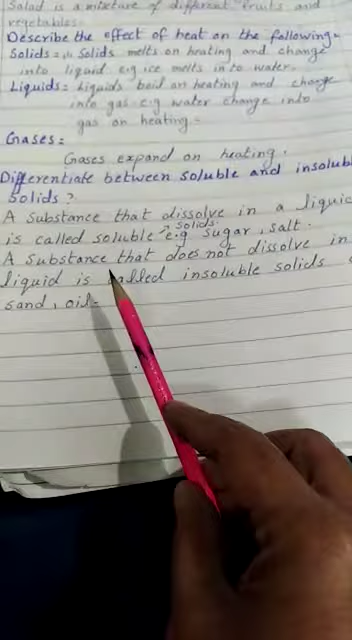 Salad is a mixture of different fruits and
vegetables.
Describe the effect of heat on the following=
Solids= Solids melts on heating and change
into liquid e.g ice melts in to water.
Liquids= Liquids boil on heating and change
into gas e.g water change into
gas on heating=
Gases=
Gases expand on heating.
Differentiate between soluble and insoluble
Solids?
A Substance that dissolve in a liquid
is called soluble solids e.g sugar, salt.
A Substance that does not dissolve in
liquid is called insoluble solids
sand, oil=